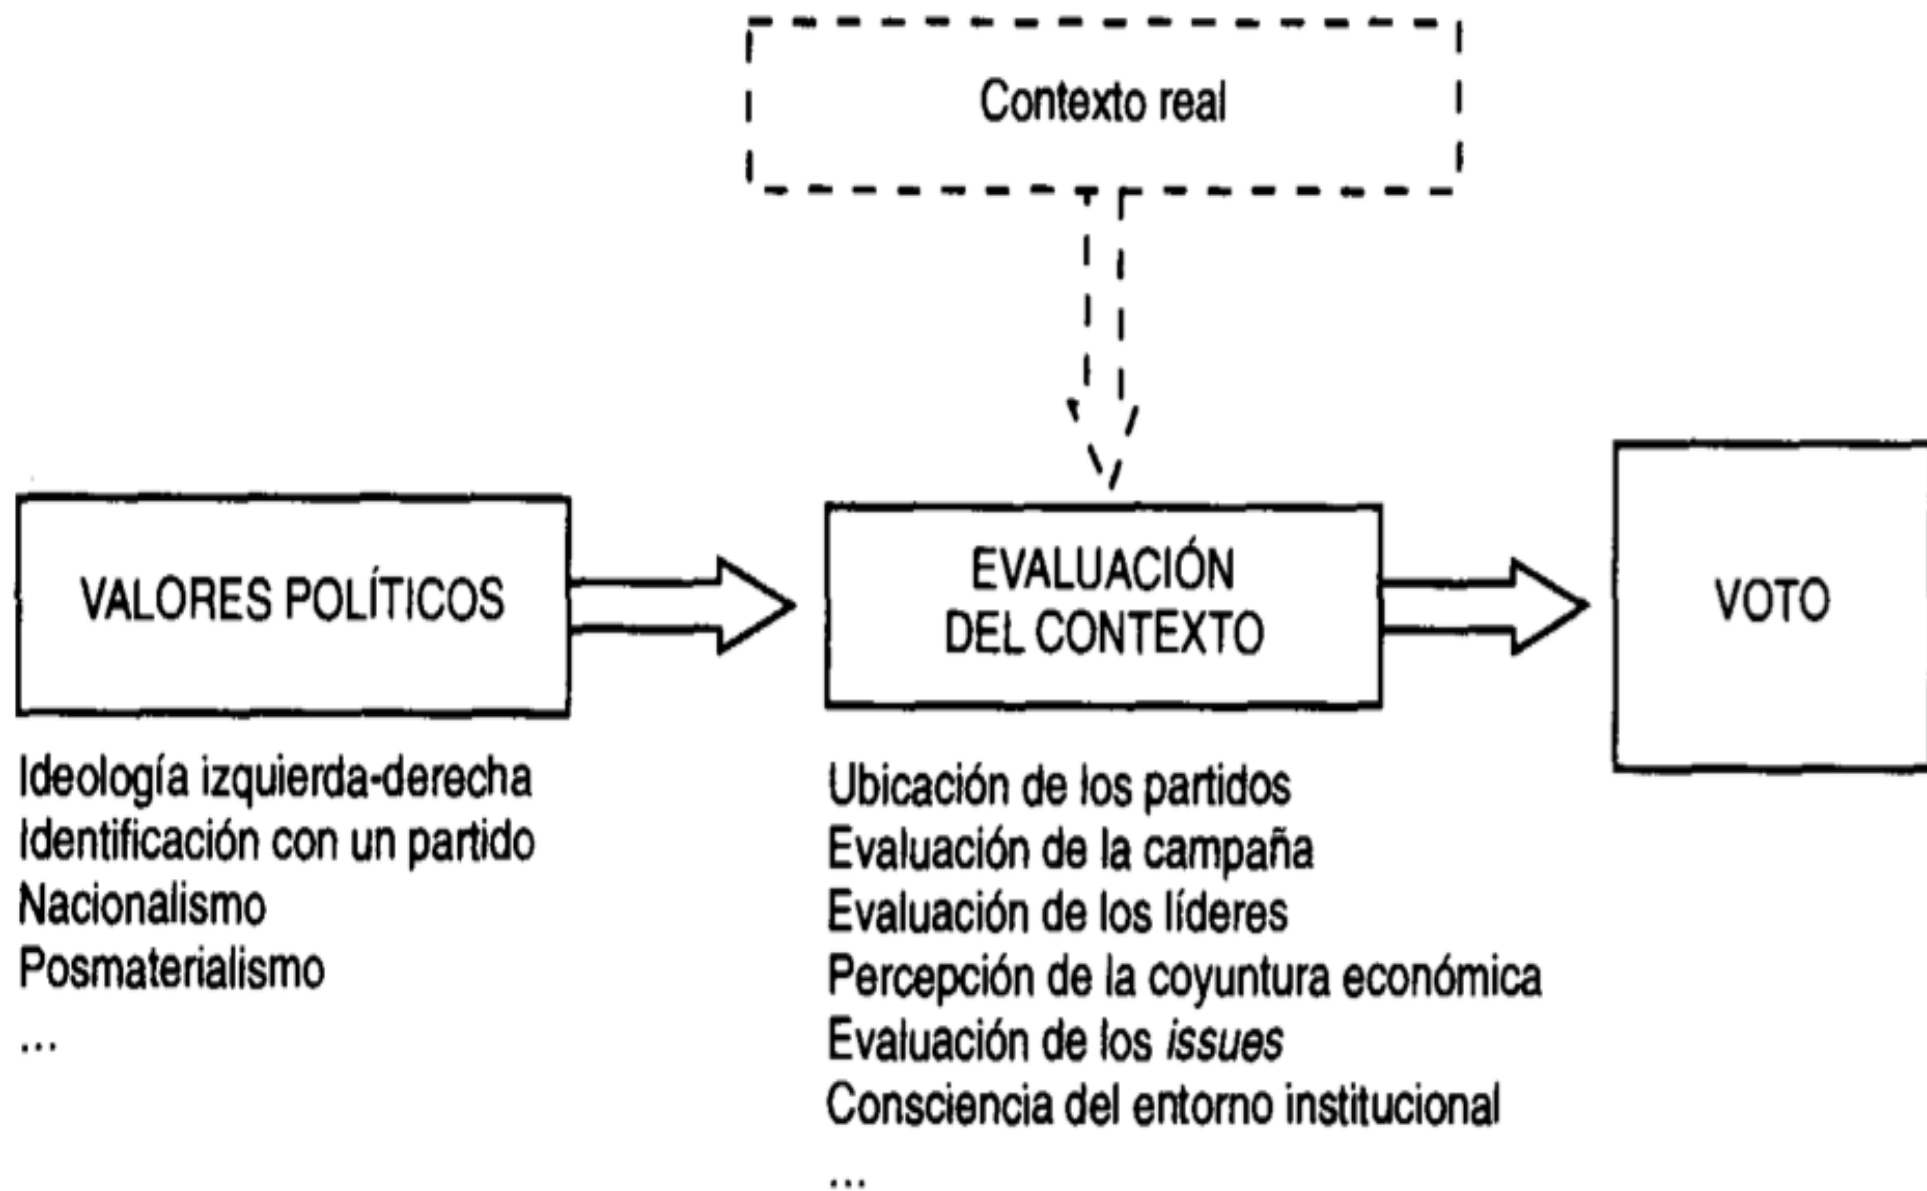 Contexto real
VALORES POLÍTICOS
EVALUACIÓN
DEL CONTEXTO
VOTO
Ideología izquierda-derecha
Identificación con un partido
Nacionalismo
Posmaterialismo
...
Ubicación de los partidos
Evaluación de la campaña
Evaluación de los líderes
Percepción de la coyuntura económica
Evaluación de los issues
Consciencia del entorno institucional
...